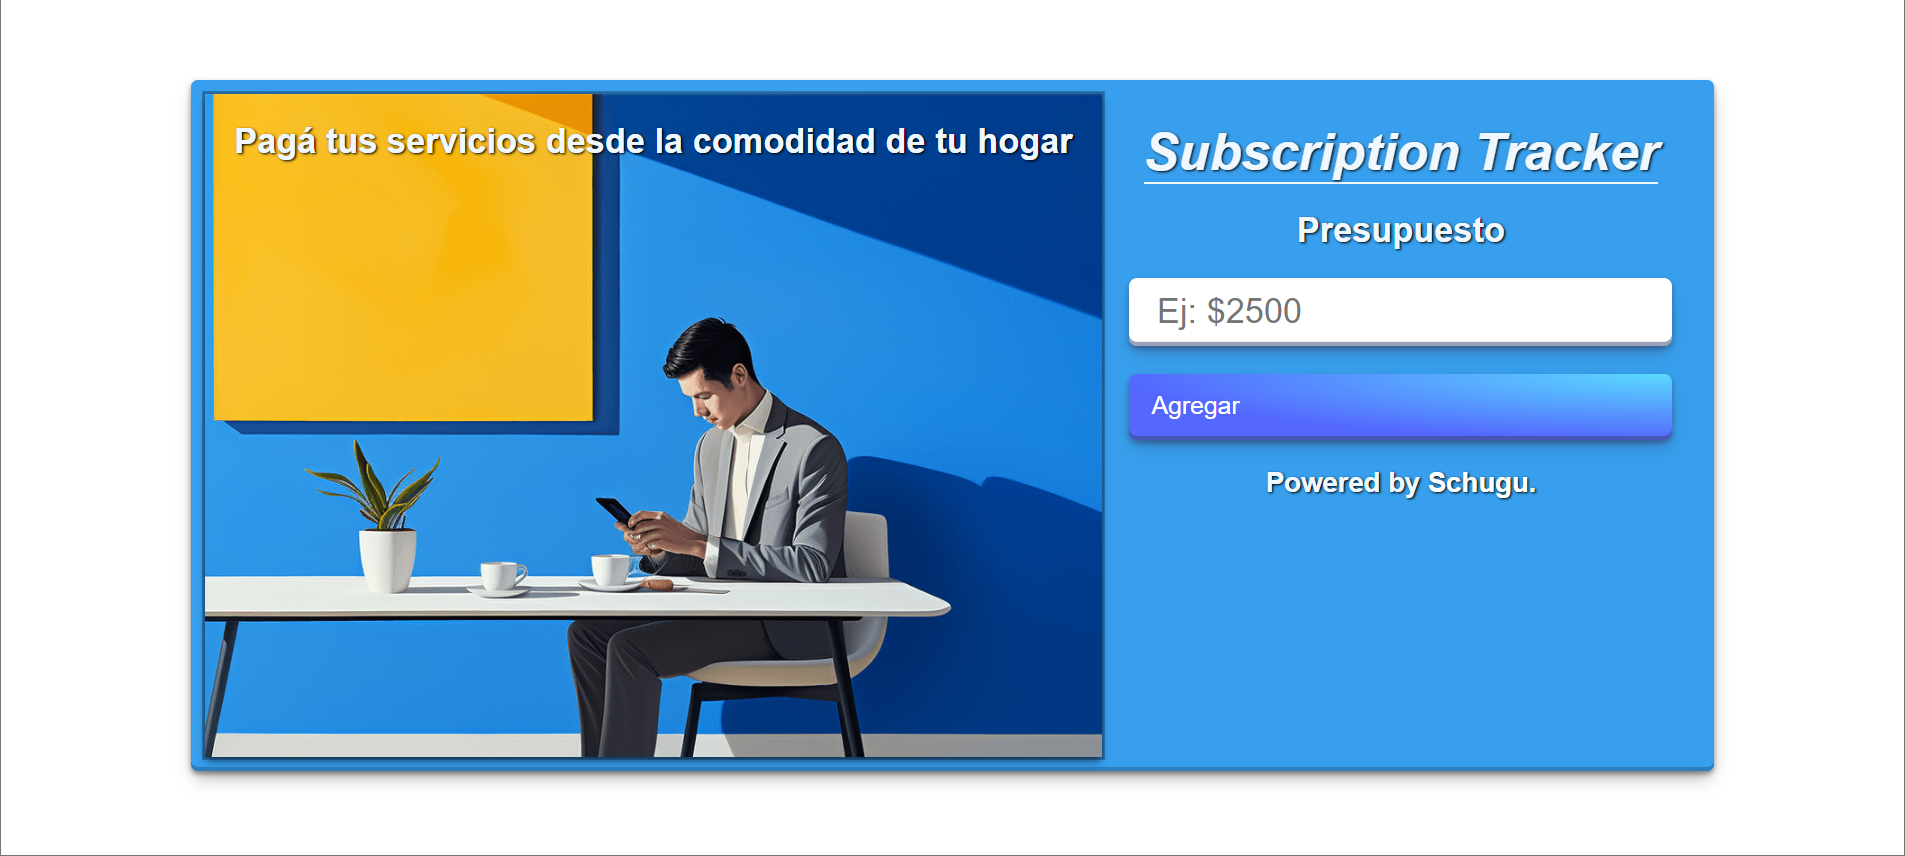 Pagá tus servicios desde la comodidad de tu hogar
Subscription Tracker
Presupuesto
Ej: $2500
Agregar
Powered by Schugu.